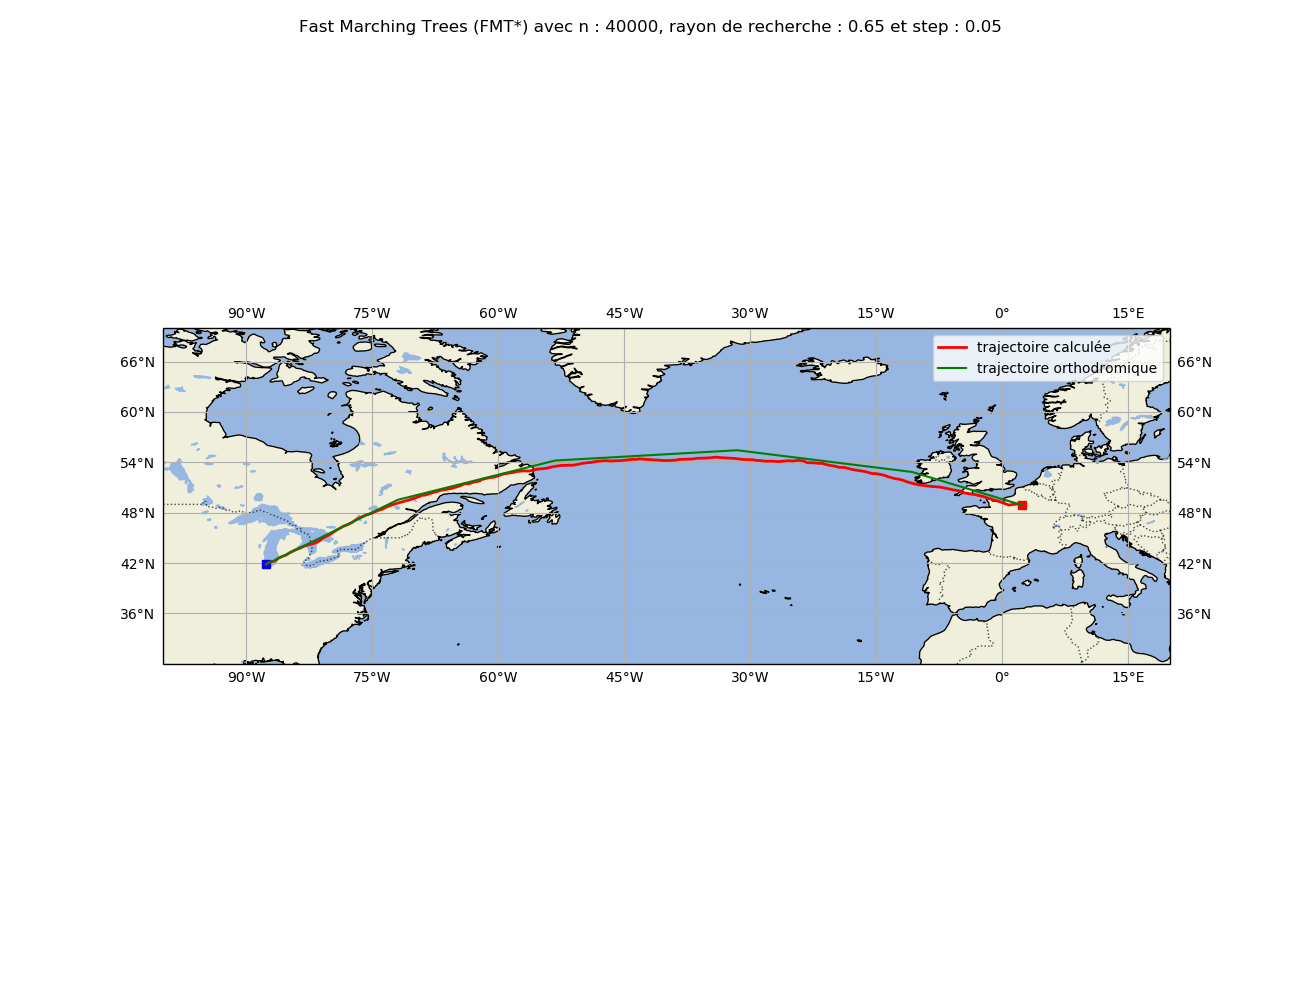 Fast Marching Trees (FMT*) avec n : 40000, rayon de recherche : 0.65 et step : 0.05
90°W 75°W 60°W 45°W 30°W 15°W 0° 15°E
trajectoire calculée
trajectoire orthodromique
66°N 66°N
60°N 60°N
54°N 54°N
48°N 48°N
42°N 42°N
36°N 36°N
90°W 75°W 60°W 45°W 30°W 15°W 0° 15°E